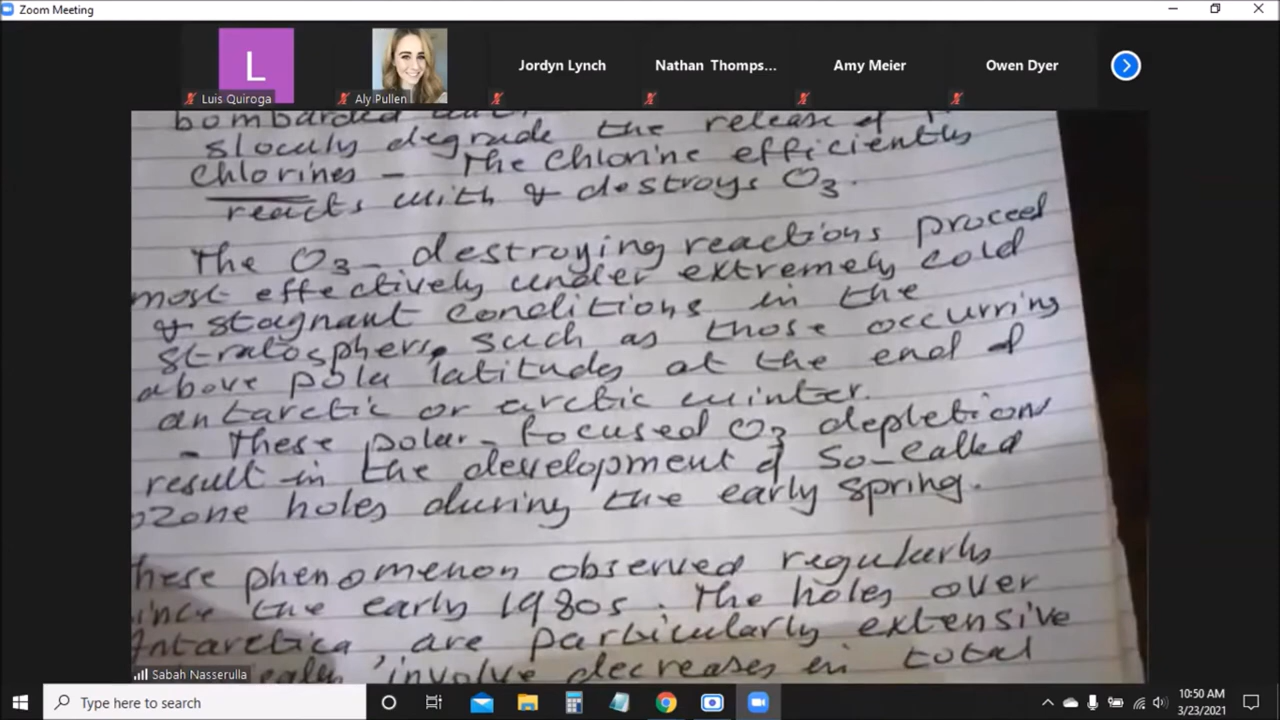 Zoom Meeting
L
Luis Quiroga
Aly Pullen
Jordyn Lynch
Nathan Thomps...
Amy Meier
Owen Dyer
bombarded
slowly degrade the release of
chlorines - The chlorine efficiently
reacts with & destroys O3.
The O3 - destroying reactions proceed
most effectively under extremely cold
& stagnant conditions in the
stratosphere, such as those occurring
above pola latitudes at the end of
antarctic or arctic winter.
- These polar - focused O3 depletion
result in the development of so-called
ozone holes during the early spring.
hese phenomenon observed regularly
ince the early 1980s. The holes over
Antarctica, are particularly extensive
involve decreases in total
Sabah Nasserulla
Type here to search
10:50 AM
3/23/2021